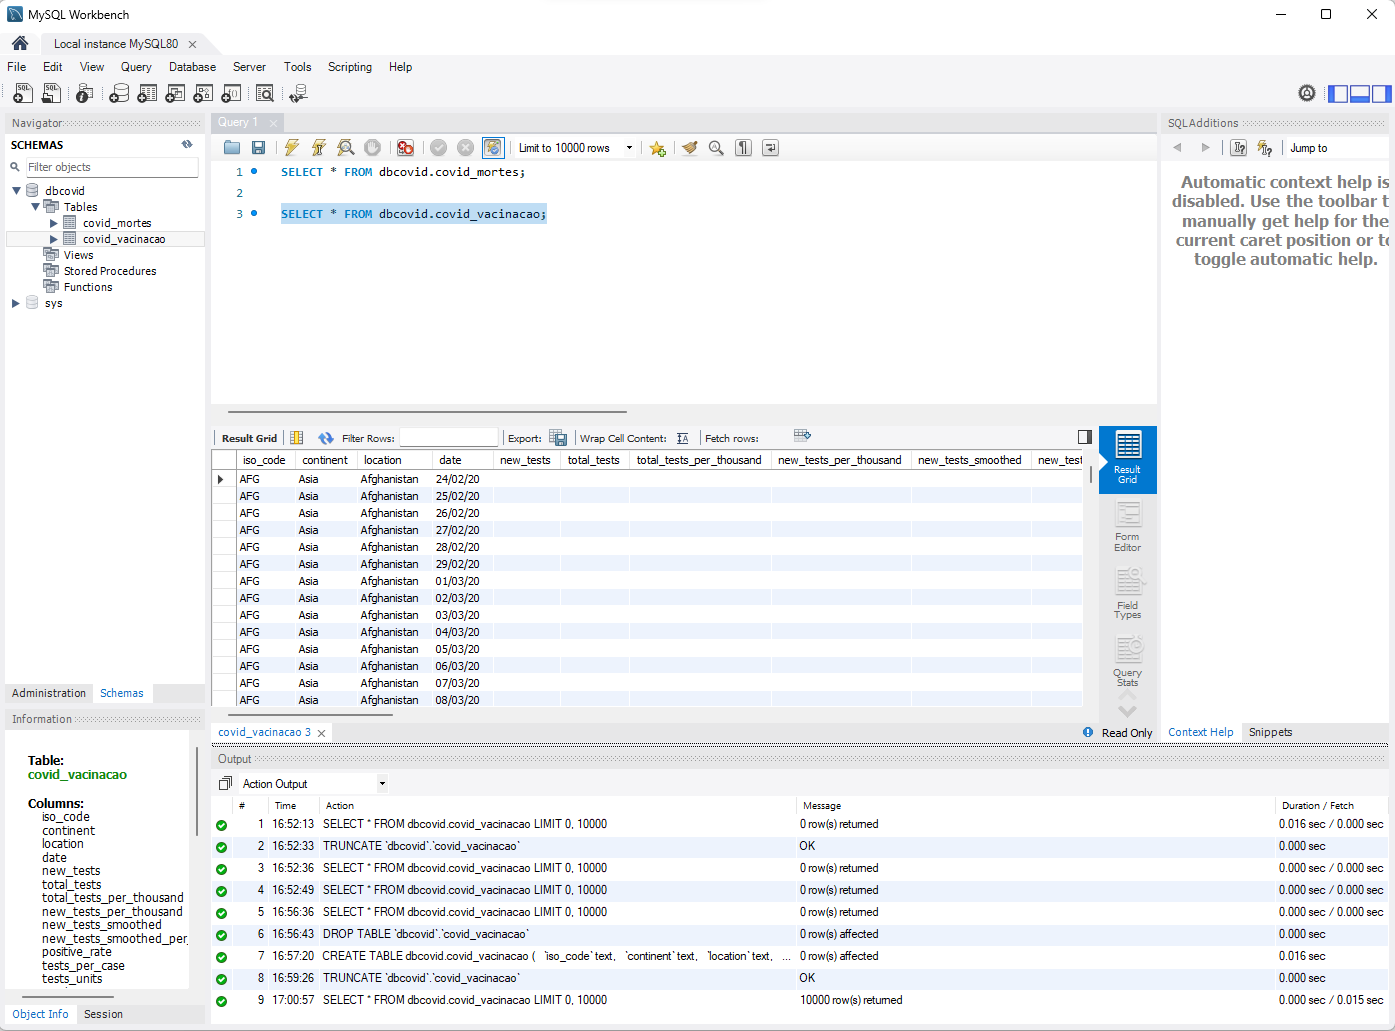 MySQL Workbench
Local instance MySQL80
File Edit View Query Database Server Tools Scripting Help
Navigator
SCHEMAS
Filter objects
dbcovid
Tables
covid_mortes
covid_vacinacao
Views
Stored Procedures
Functions
sys
Administration Schemas
Information
Table:
covid_vacinacao
Columns:
iso_code
continent
location
date
new_tests
total_tests
total_tests_per_thousand
new_tests_per_thousand
new_tests_smoothed
new_tests_smoothed_per_
positive_rate
tests_per_case
tests_units
Object Info Session
Query 1
Limit to 10000 rows
1 SELECT * FROM dbcovid.covid_mortes;
2
3 SELECT * FROM dbcovid.covid_vacinacao;
Result Grid Filter Rows: Export: Wrap Cell Content: Fetch rows:
iso_code continent location date new_tests total_tests total_tests_per_thousand new_tests_per_thousand new_tests_smoothed new_test
AFG Asia Afghanistan 24/02/20
AFG Asia Afghanistan 25/02/20
AFG Asia Afghanistan 26/02/20
AFG Asia Afghanistan 27/02/20
AFG Asia Afghanistan 28/02/20
AFG Asia Afghanistan 29/02/20
AFG Asia Afghanistan 01/03/20
AFG Asia Afghanistan 02/03/20
AFG Asia Afghanistan 03/03/20
AFG Asia Afghanistan 04/03/20
AFG Asia Afghanistan 05/03/20
AFG Asia Afghanistan 06/03/20
AFG Asia Afghanistan 07/03/20
AFG Asia Afghanistan 08/03/20
Result
Grid
Form
Editor
Field
Types
Query
Stats
covid_vacinacao 3
Read Only
SQLAdditions
Jump to
Automatic context help is
disabled. Use the toolbar t
manually get help for the
current caret position or to
toggle automatic help.
Context Help Snippets
Output
Action Output
# Time Action Message Duration / Fetch
1 16:52:13 SELECT * FROM dbcovid.covid_vacinacao LIMIT 0, 10000 0 row(s) returned 0.016 sec / 0.000 sec
2 16:52:33 TRUNCATE `dbcovid`.`covid_vacinacao` OK 0.000 sec
3 16:52:36 SELECT * FROM dbcovid.covid_vacinacao LIMIT 0, 10000 0 row(s) returned 0.000 sec / 0.000 sec
4 16:52:49 SELECT * FROM dbcovid.covid_vacinacao LIMIT 0, 10000 0 row(s) returned 0.000 sec / 0.000 sec
5 16:56:36 SELECT * FROM dbcovid.covid_vacinacao LIMIT 0, 10000 0 row(s) returned 0.000 sec / 0.000 sec
6 16:56:43 DROP TABLE `dbcovid`.`covid_vacinacao` 0 row(s) affected 0.000 sec
7 16:57:20 CREATE TABLE dbcovid.covid_vacinacao ( `iso_code` text, `continent` text, `location` text, ... 0 row(s) affected 0.016 sec
8 16:59:26 TRUNCATE `dbcovid`.`covid_vacinacao` OK 0.000 sec
9 17:00:57 SELECT * FROM dbcovid.covid_vacinacao LIMIT 0, 10000 10000 row(s) returned 0.000 sec / 0.015 sec